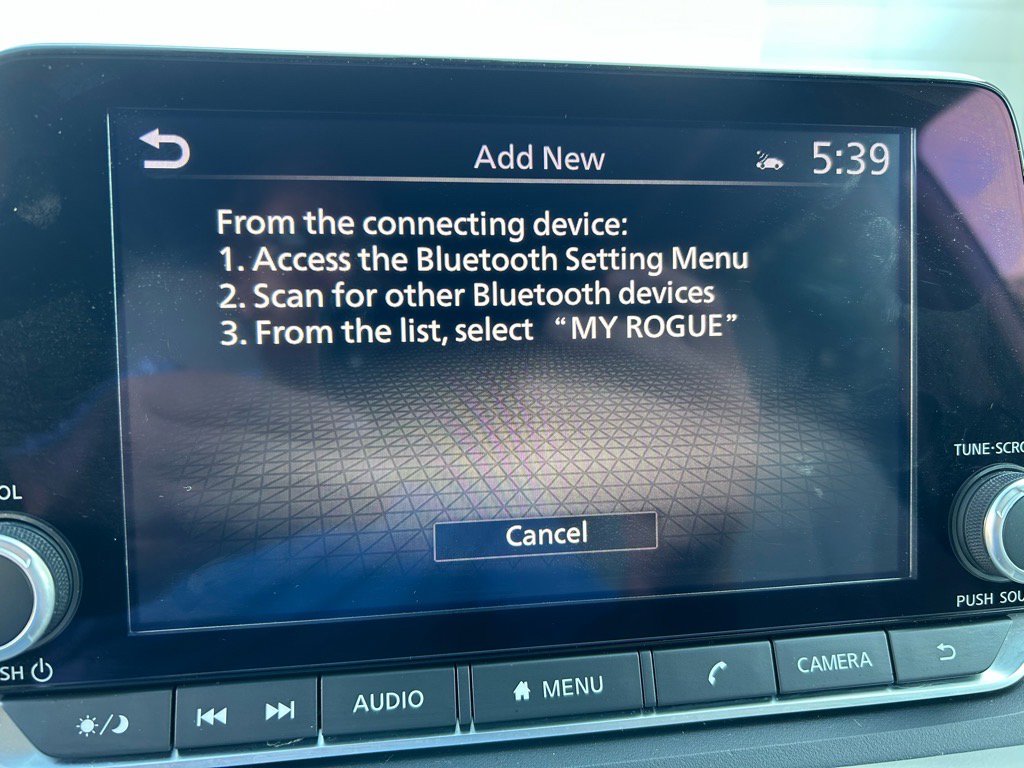 Add New 5:39
From the connecting device:
1. Access the Bluetooth Setting Menu
2. Scan for other Bluetooth devices
3. From the list, select “MY ROGUE”
Cancel
OL
TUNE·SCRO
SH
PUSH SOU
AUDIO
MENU
CAMERA